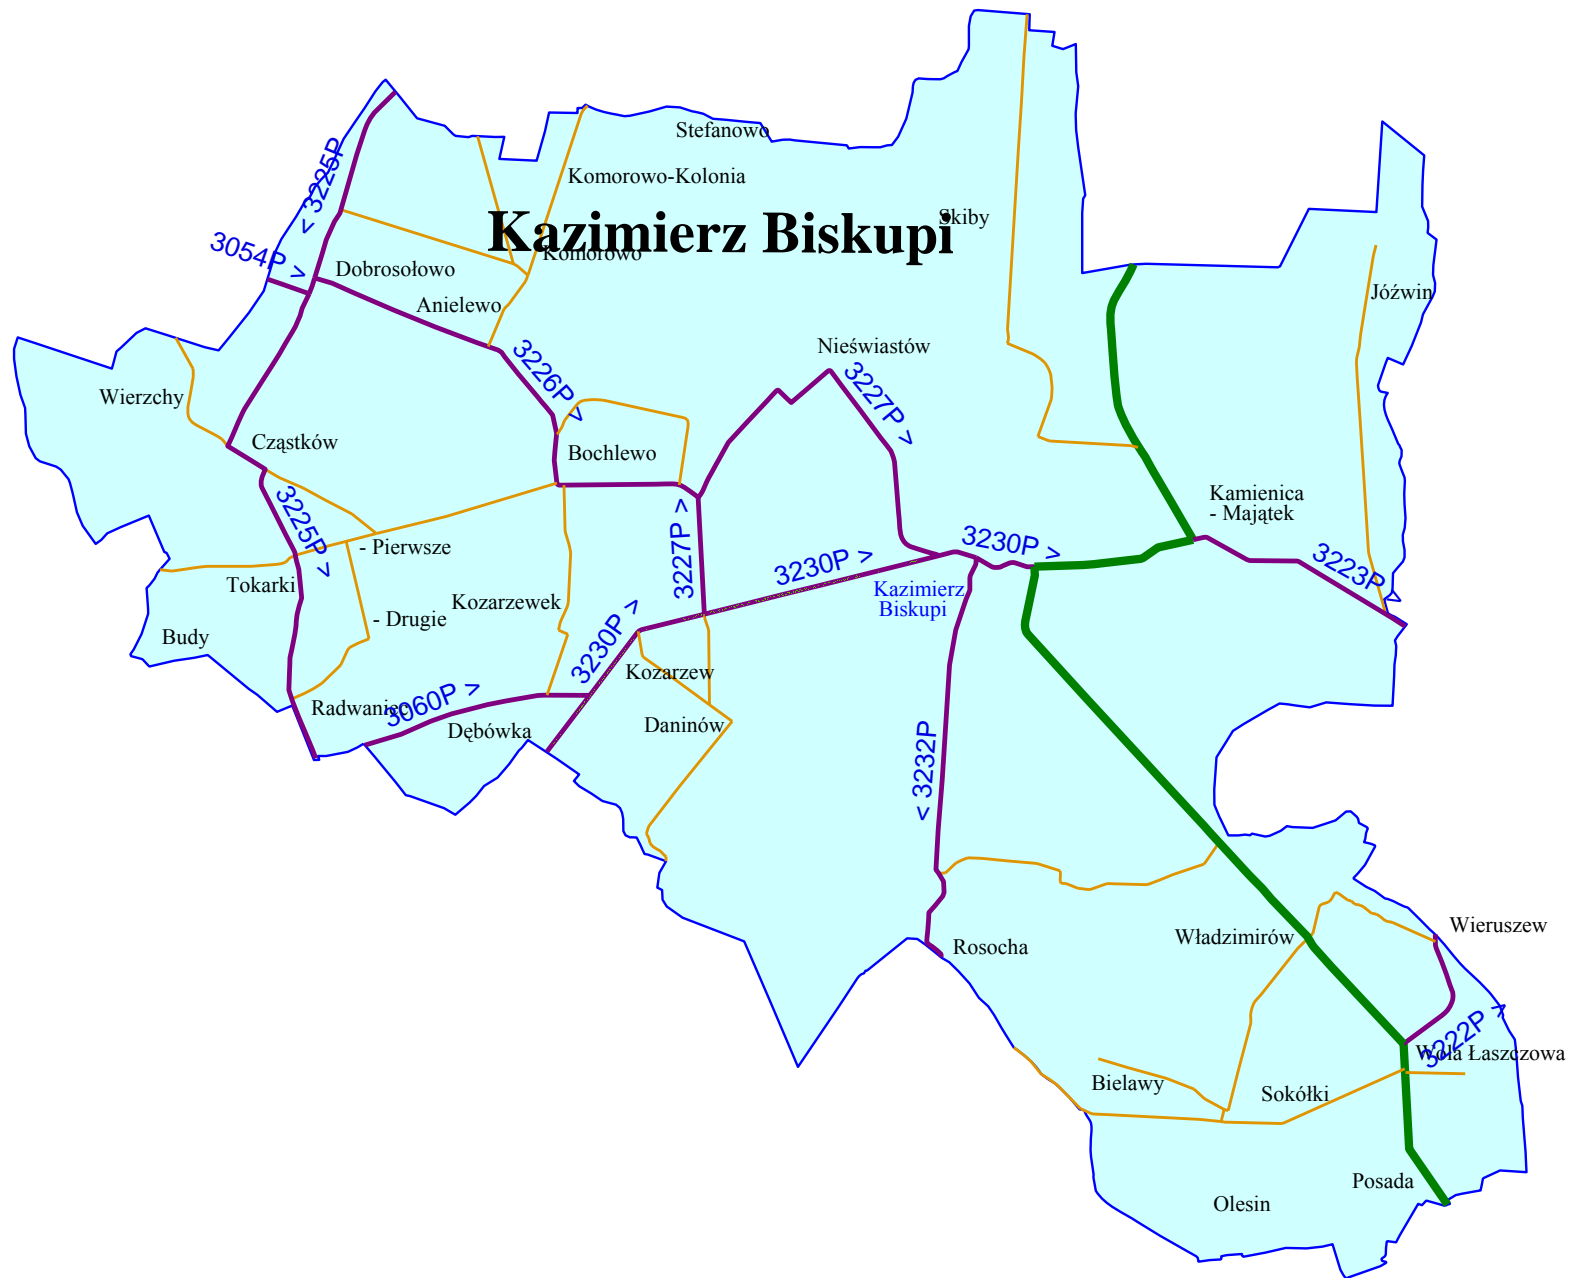 Stefanowo
< 3225P
Komorowo-Kolonia
Kazimierz Biskupi
Skiby
3054P >
Komorowo
Dobrosołowo
Anielewo
Jóźwin
Nieświastów
3226P >
3227P >
Wierzchy
Cząstków
Bochlewo
Kamienica
- Majątek
3225P >
3227P >
- Pierwsze
3230P >
3230P >
3223P >
Tokarki
Kazimierz
Biskupi
Kozarzewek
- Drugie
Budy
3230P >
Kozarzew
Radwaniec
3060P >
Dębówka
Daninów
< 3232P
Wieruszew
Władzimirów
Rosocha
3222P >
Wola Łaszczowa
Bielawy
Sokółki
Posada
Olesin